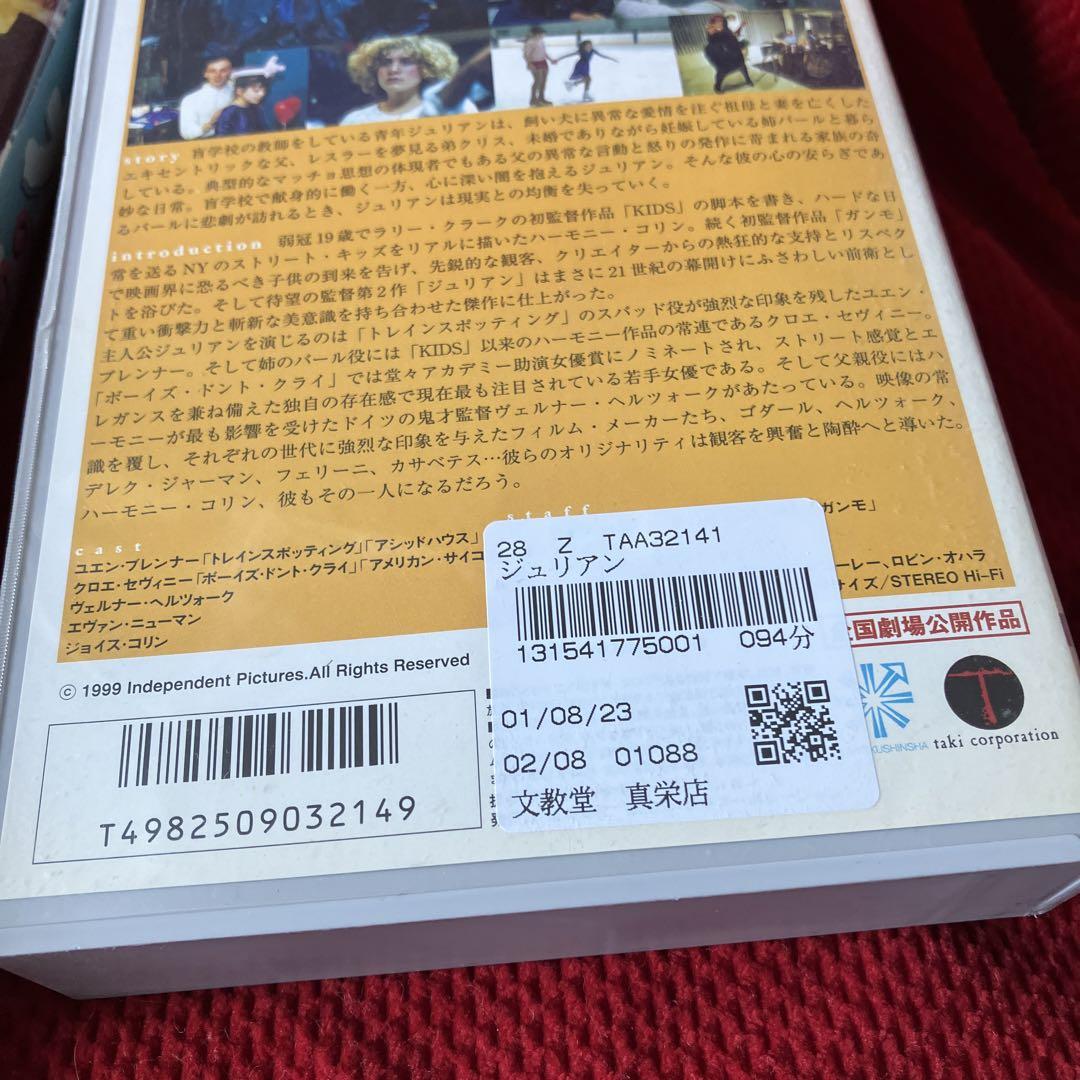 story 盲学校の教師をしている青年ジュリアンは、飼い犬に異常な愛情を注ぐ祖母と妻を亡くした
エキセントリックな父、レスラーを夢見る弟クリス、未婚でありながら妊娠している姉パールと暮ら
している。典型的なマッチョ思想の体現者でもある父の異常な言動と怒りの発作に苛まれる家族の奇
妙な日常。盲学校で献身的に働く一方、心に深い闇を抱えるジュリアン。そんな彼の心の安らぎであ
るパールに悲劇が訪れるとき、ジュリアンは現実との均衡を失っていく。
introduction 弱冠19歳でラリー・クラークの初監督作品「KIDS」の脚本を書き、ハードな日
常を送るNYのストリート・キッズをリアルに描いたハーモニー・コリン。続く初監督作品「ガンモ」
で映画界に恐るべき子供の到来を告げ、先鋭的な観客、クリエイターからの熱狂的な支持とリスペク
トを浴びた。そして待望の監督第2作「ジュリアン」はまさに21世紀の幕開けにふさわしい前衛とし
て重い衝撃力と斬新な美意識を持ち合わせた傑作に仕上がった。
主人公ジュリアンを演じるのは「トレインスポッティング」のスパッド役が強烈な印象を残したユエン・
ブレンナー。そして姉のパール役には「KIDS」以来のハーモニー作品の常連であるクロエ・セヴィニー。
「ボーイズ・ドント・クライ」では堂々アカデミー助演女優賞にノミネートされ、ストリート感覚とエ
レガンスを兼ね備えた独自の存在感で現在最も注目されている若手女優である。そして父親役にはハ
ーモニーが最も影響を受けたドイツの鬼才監督ヴェルナー・ヘルツォークがあたっている。映像の常
識を覆し、それぞれの世代に強烈な印象を与えたフィルム・メーカーたち、ゴダール、ヘルツォーク、
デレク・ジャーマン、フェリーニ、カサベテス…彼らのオリジナリティは観客を興奮と陶酔へと導いた。
ハーモニー・コリン、彼もその一人になるだろう。
cast
ユエン・ブレンナー「トレインスポッティング」「アシッドハウス」
クロエ・セヴィニー「ボーイズ・ドント・クライ」「アメリカン・サイコ
ヴェルナー・ヘルツォーク
エヴァン・ニューマン
ジョイス・コリン
staff
ガンモ」
ーレー、ロビン・オハラ
サイズ/STEREO Hi-Fi
28 Z TAA32141
ジュリアン
131541775001 094分
01/08/23
02/08 01088
文教堂 真栄店
国劇場公開作品
© 1999 Independent Pictures.All Rights Reserved
T4982509032149
KUSHINSHA
taki corporation